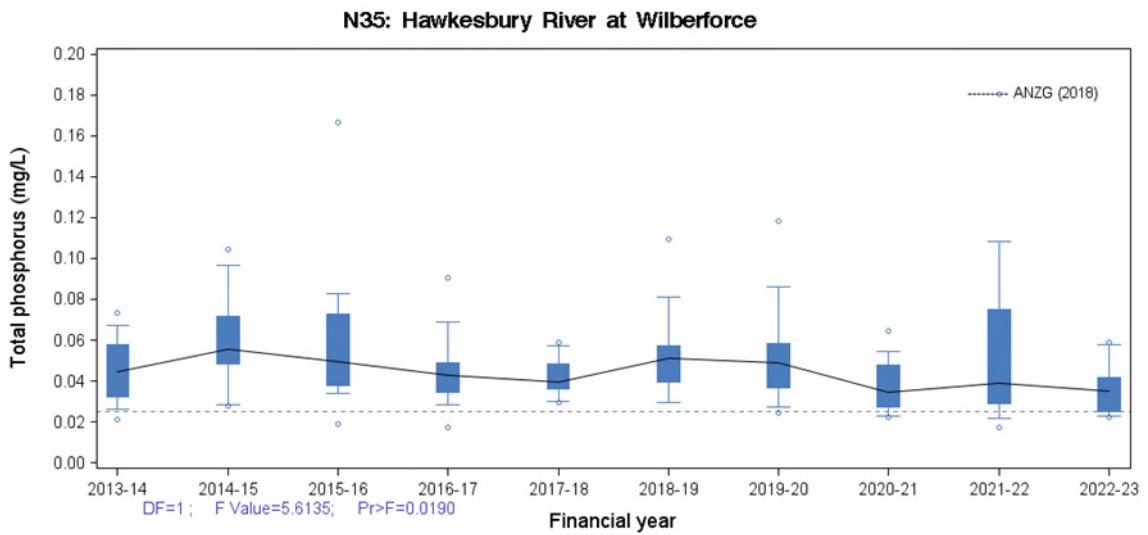 N35: Hawkesbury River at Wilberforce
0.20
0.18
0.16
0.14
0.12
0.10
0.08
0.06
0.04
0.02
0.00
Total phosphorus (mg/L)
ANZG (2018)
2013-14 2014-15 2015-16 2016-17 2017-18 2018-19 2019-20 2020-21 2021-22 2022-23
DF=1 ; F Value=5.6135; Pr>F=0.0190
Financial year